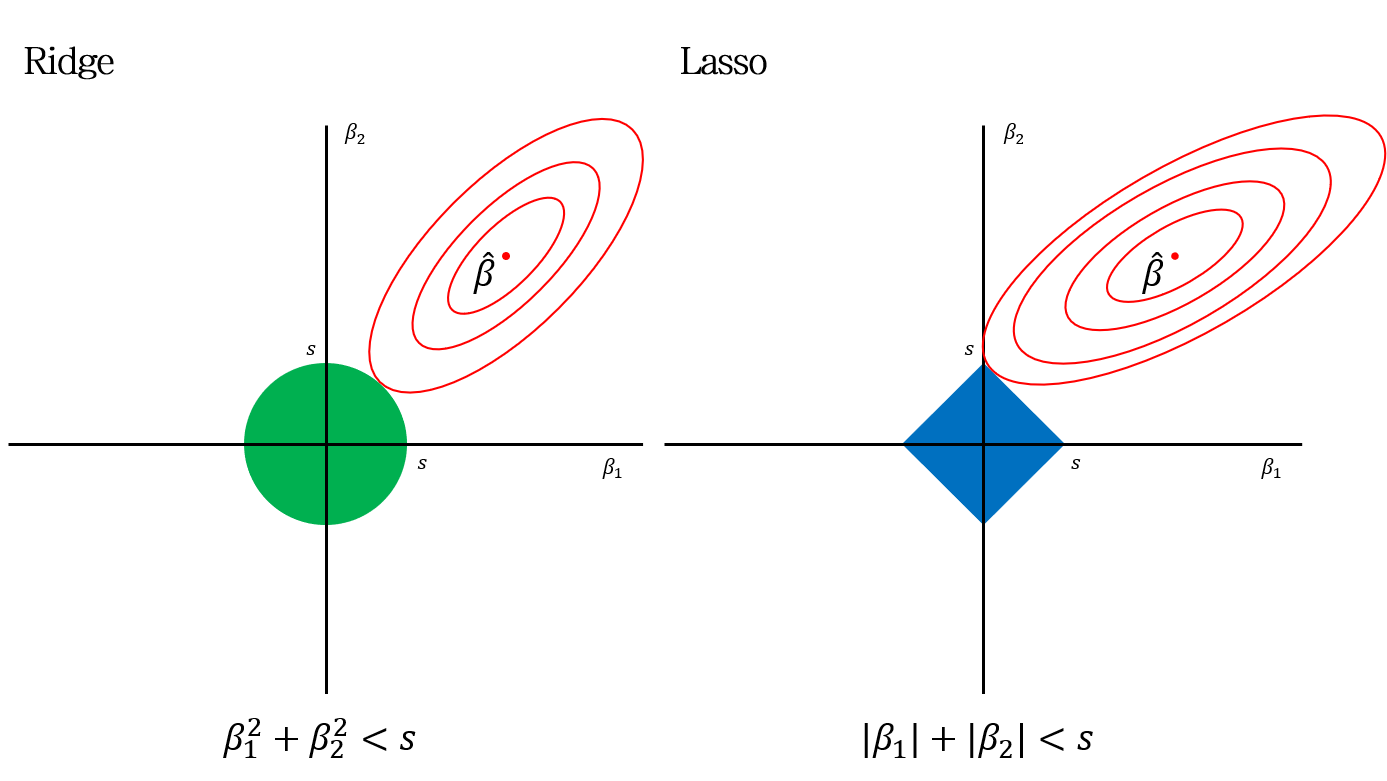 Ridge
β₂
β̂
s
s
β₁
β₁² + β₂² < s
Lasso
β₂
β̂
s
s
β₁
|β₁| + |β₂| < s